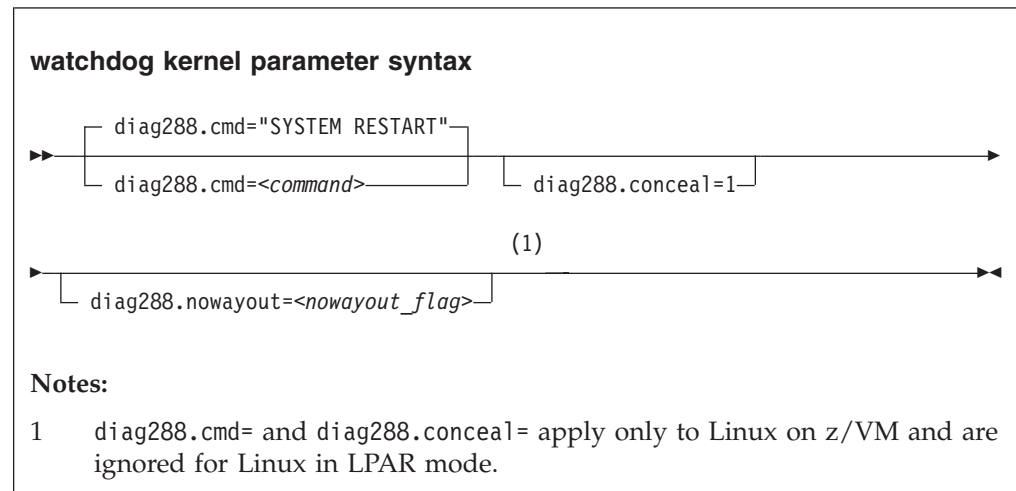 watchdog kernel parameter syntax
diag288.cmd="SYSTEM RESTART"
diag288.cmd=<command>
diag288.conceal=1
(1)
diag288.nowayout=<nowayout_flag>
Notes:
1 diag288.cmd= and diag288.conceal= apply only to Linux on z/VM and are
ignored for Linux in LPAR mode.